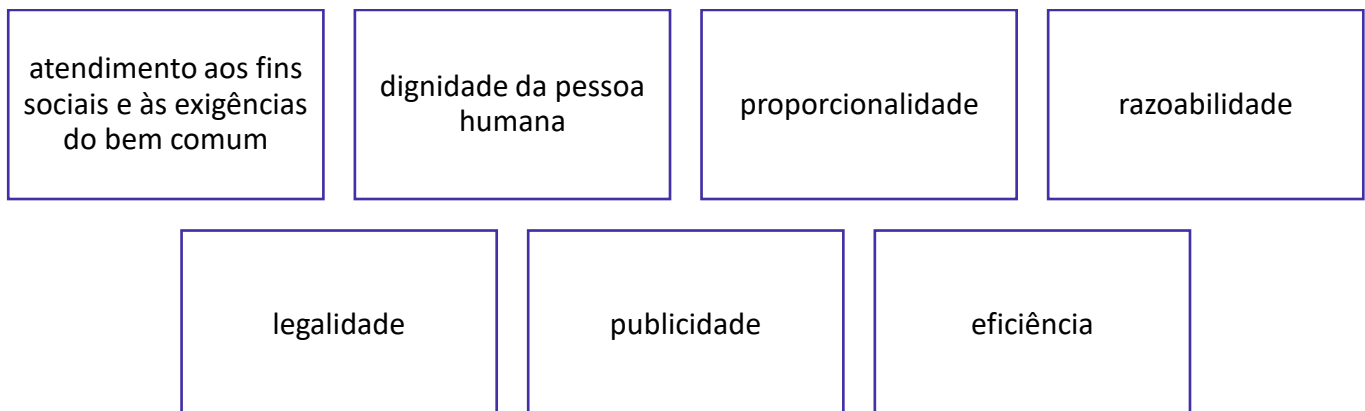 atendimento aos fins
sociais e às exigências
do bem comum
dignidade da pessoa
humana
proporcionalidade
razoabilidade
legalidade
publicidade
eficiência